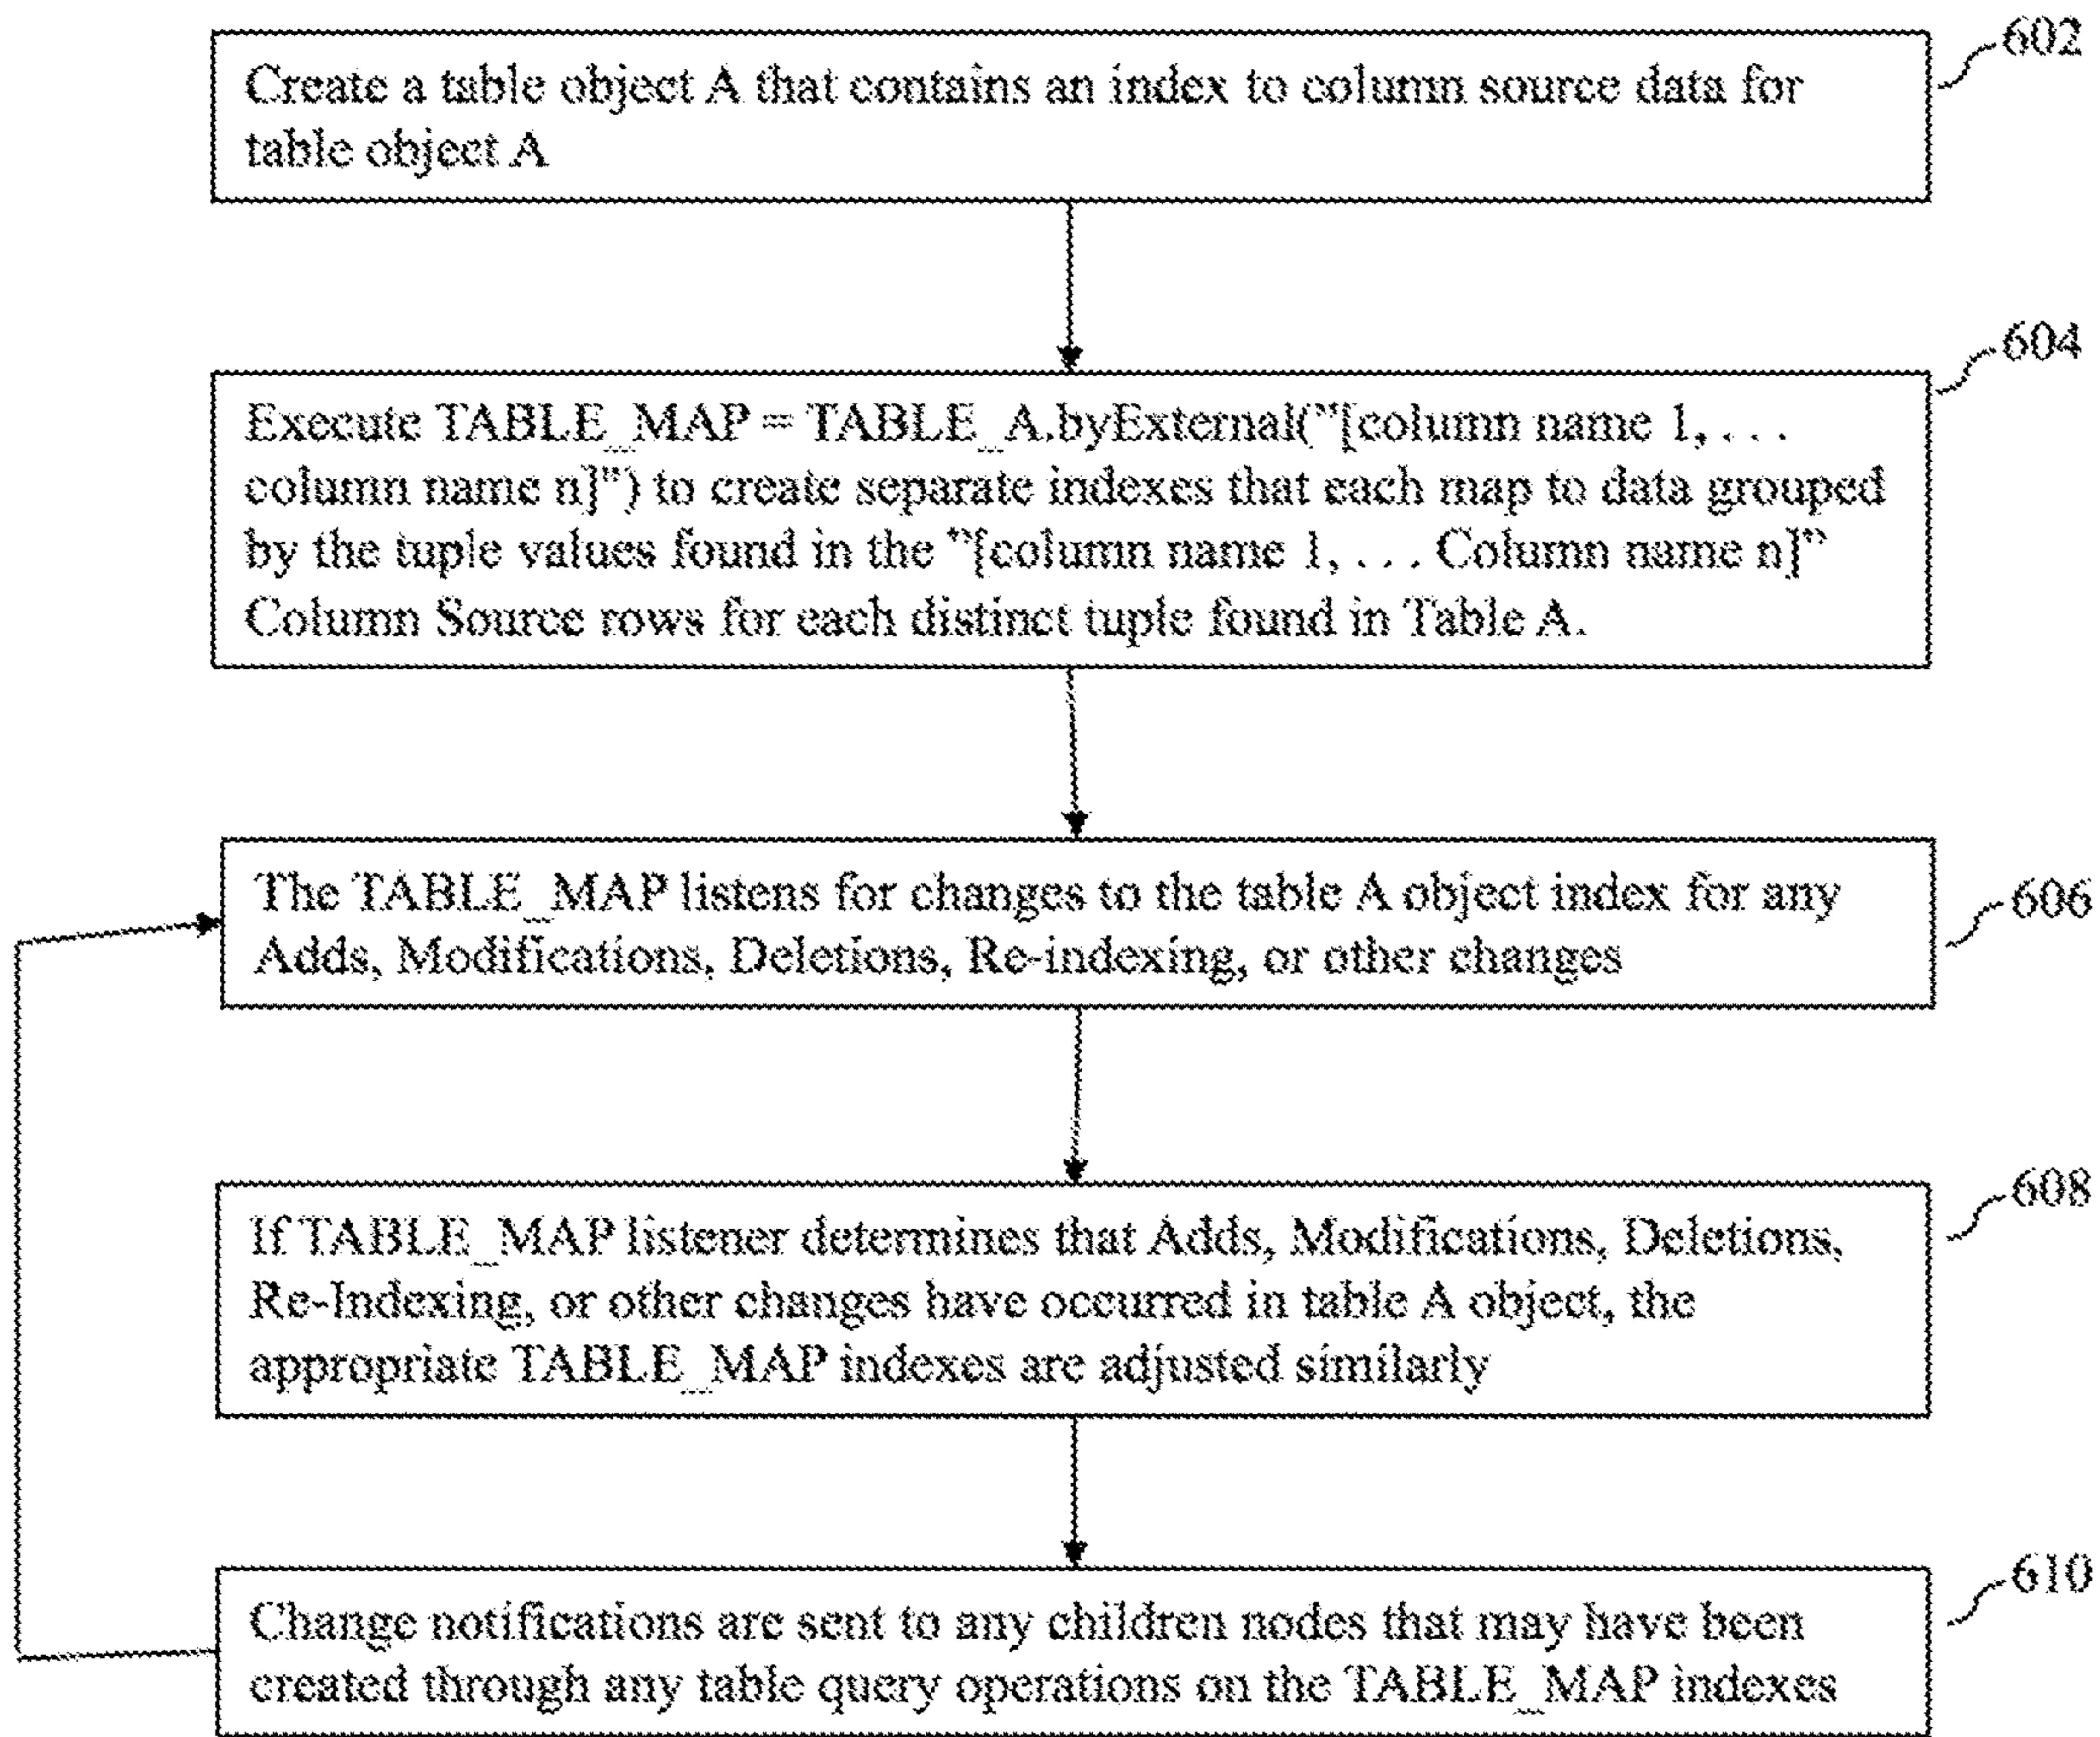 602
Create a table object A that contains an index to column source data for
table object A
604
Execute TABLE_MAP = TABLE_A.byExternal("[column name 1, . . .
column name n]") to create separate indexes that each map to data grouped
by the tuple values found in the "[column name 1, . . . Column name n]"
Column Source rows for each distinct tuple found in Table A.
606
The TABLE_MAP listens for changes to the table A object index for any
Adds, Modifications, Deletions, Re-indexing, or other changes
608
If TABLE_MAP listener determines that Adds, Modifications, Deletions,
Re-Indexing, or other changes have occurred in table A object, the
appropriate TABLE_MAP indexes are adjusted similarly
610
Change notifications are sent to any children nodes that may have been
created through any table query operations on the TABLE_MAP indexes